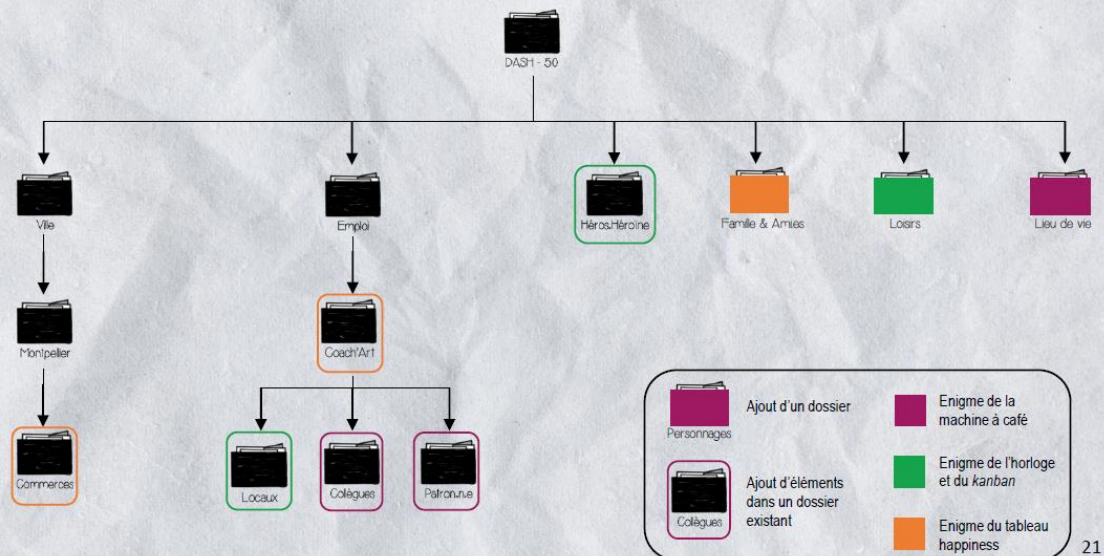 DASH - 50
Ville
Emploi
Héros.Héroïne
Famille & Amies
Loisirs
Lieu de vie
Montpellier
Coach'Art
Commerces
Locaux
Collègues
Patron.ne
Personnages
Ajout d'un dossier
Collègues
Ajout d'éléments
dans un dossier
existant
Enigme de la
machine à café
Enigme de l'horloge
et du kanban
Enigme du tableau
happiness
21